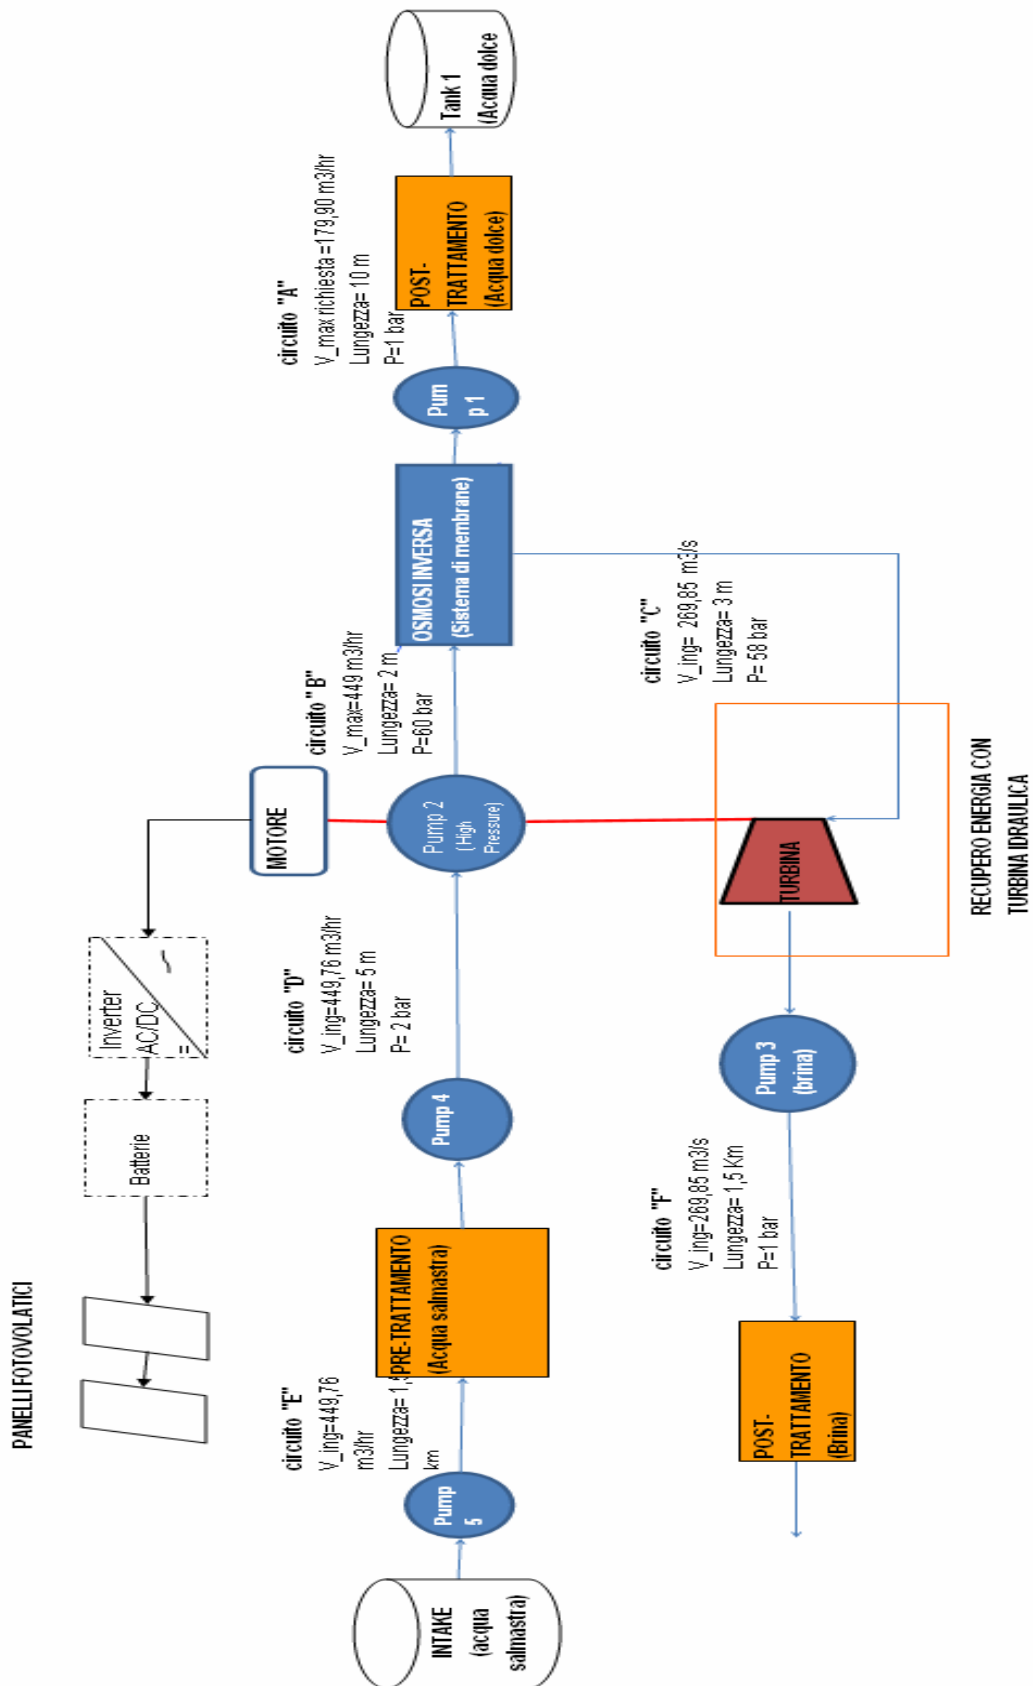 PANELLI FOTOVOLATICI
Batterie
Inverter
AC/DC
=
~
MOTORE
circuito "E"
V_ing=449,76
m3/hr
Lungezza= 1,5
km
circuito "D"
V_ing=449,76 m3/hr
Lungezza= 5 m
P= 2 bar
circuito "B"
V_max=449 m3/hr
Lungezza= 2 m
P=60 bar
circuito "A"
V_max richiesta =179,90 m3/hr
Lungezza= 10 m
P=1 bar
INTAKE
(acqua
salmastra)
Pump
5
PRE-TRATTAMENTO
(Acqua salmastra)
Pump 4
Pump 2
( High
Pressure)
OSMOSI INVERSA
(Sistema di membrane)
Pum
p 1
POST-
TRATTAMENTO
(Acqua dolce)
Tank 1
(Acqua dolce
circuito "F"
V_ing=269,85 m3/s
Lungezza= 1,5 Km
P=1 bar
circuito "C"
V_ing= 269,85 m3/s
Lungezza= 3 m
P= 58 bar
POST-
TRATTAMENTO
(Brina)
Pump 3
(brina)
TURBINA
RECUPERO ENERGIA CON
TURBINA IDRAULICA